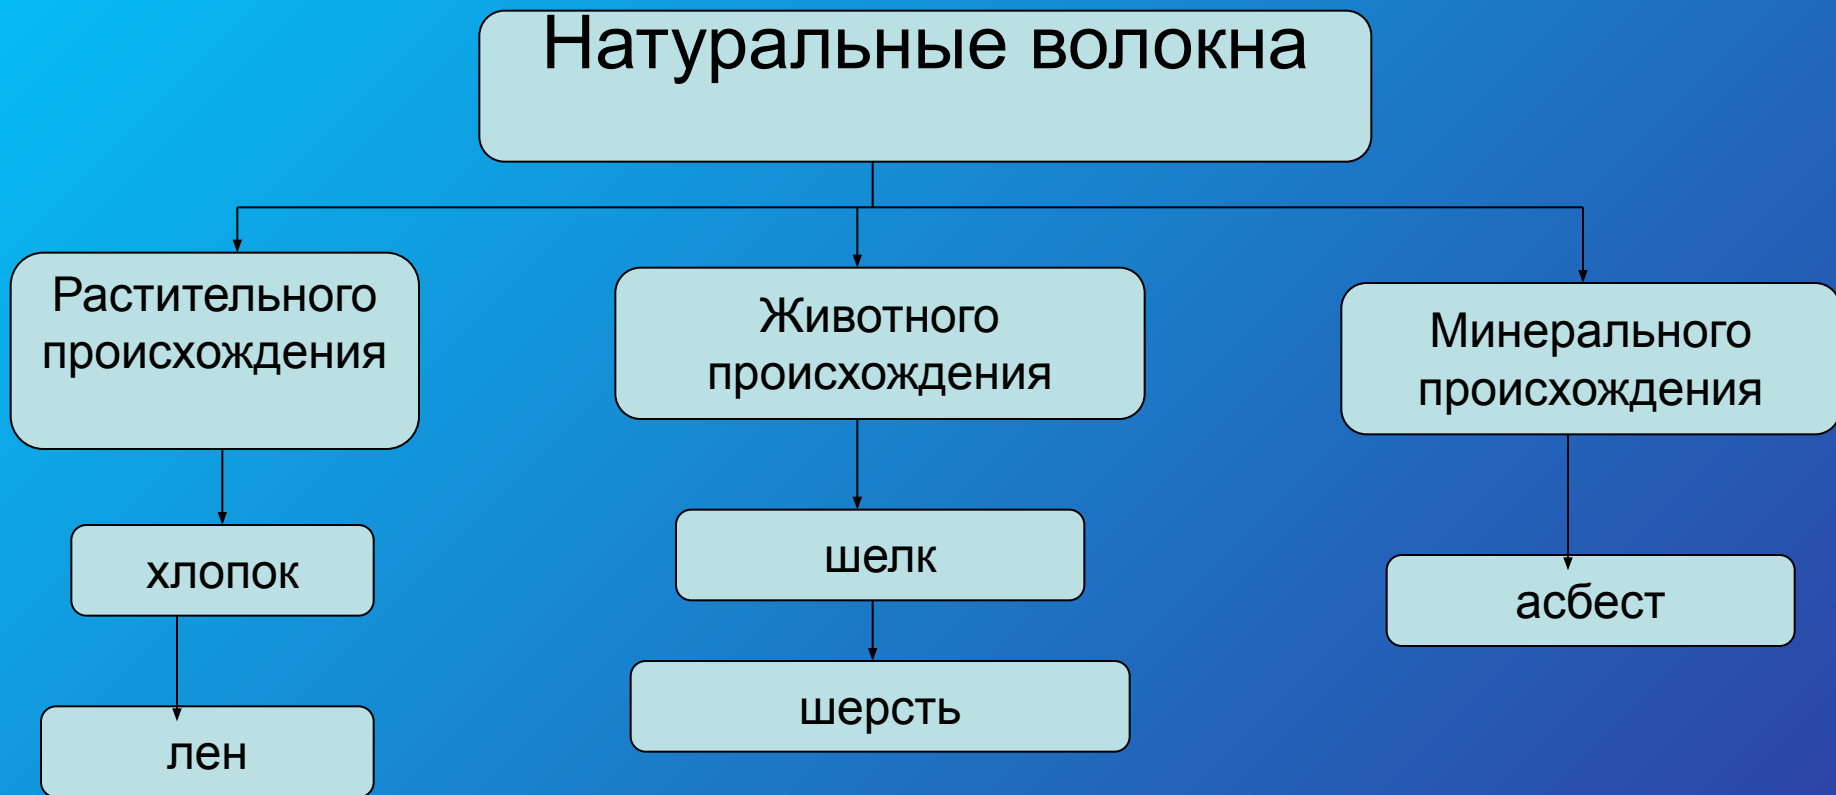 Натуральные волокна
Растительного
происхождения
Животного
происхождения
Минерального
происхождения
хлопок
шелк
асбест
лен
шерсть